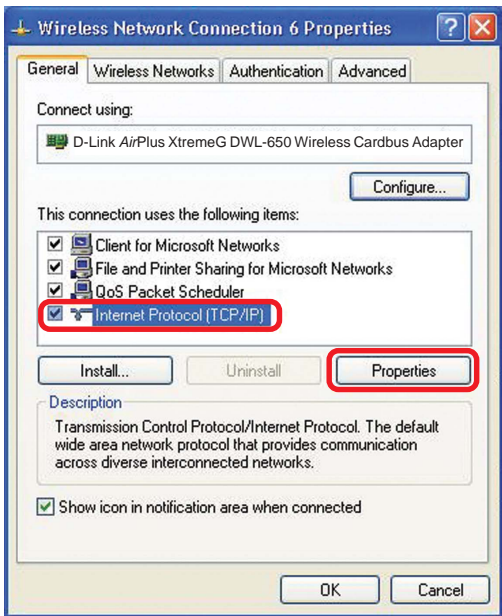 Wireless Network Connection 6 Properties
General Wireless Networks Authentication Advanced
Connect using:
D-Link AirPlus XtremeG DWL-650 Wireless Cardbus Adapter
Configure...
This connection uses the following items:
Client for Microsoft Networks
File and Printer Sharing for Microsoft Networks
QoS Packet Scheduler
Internet Protocol (TCP/IP)
Install... Uninstall Properties
Description
Transmission Control Protocol/Internet Protocol. The default
wide area network protocol that provides communication
across diverse interconnected networks.
Show icon in notification area when connected
OK Cancel